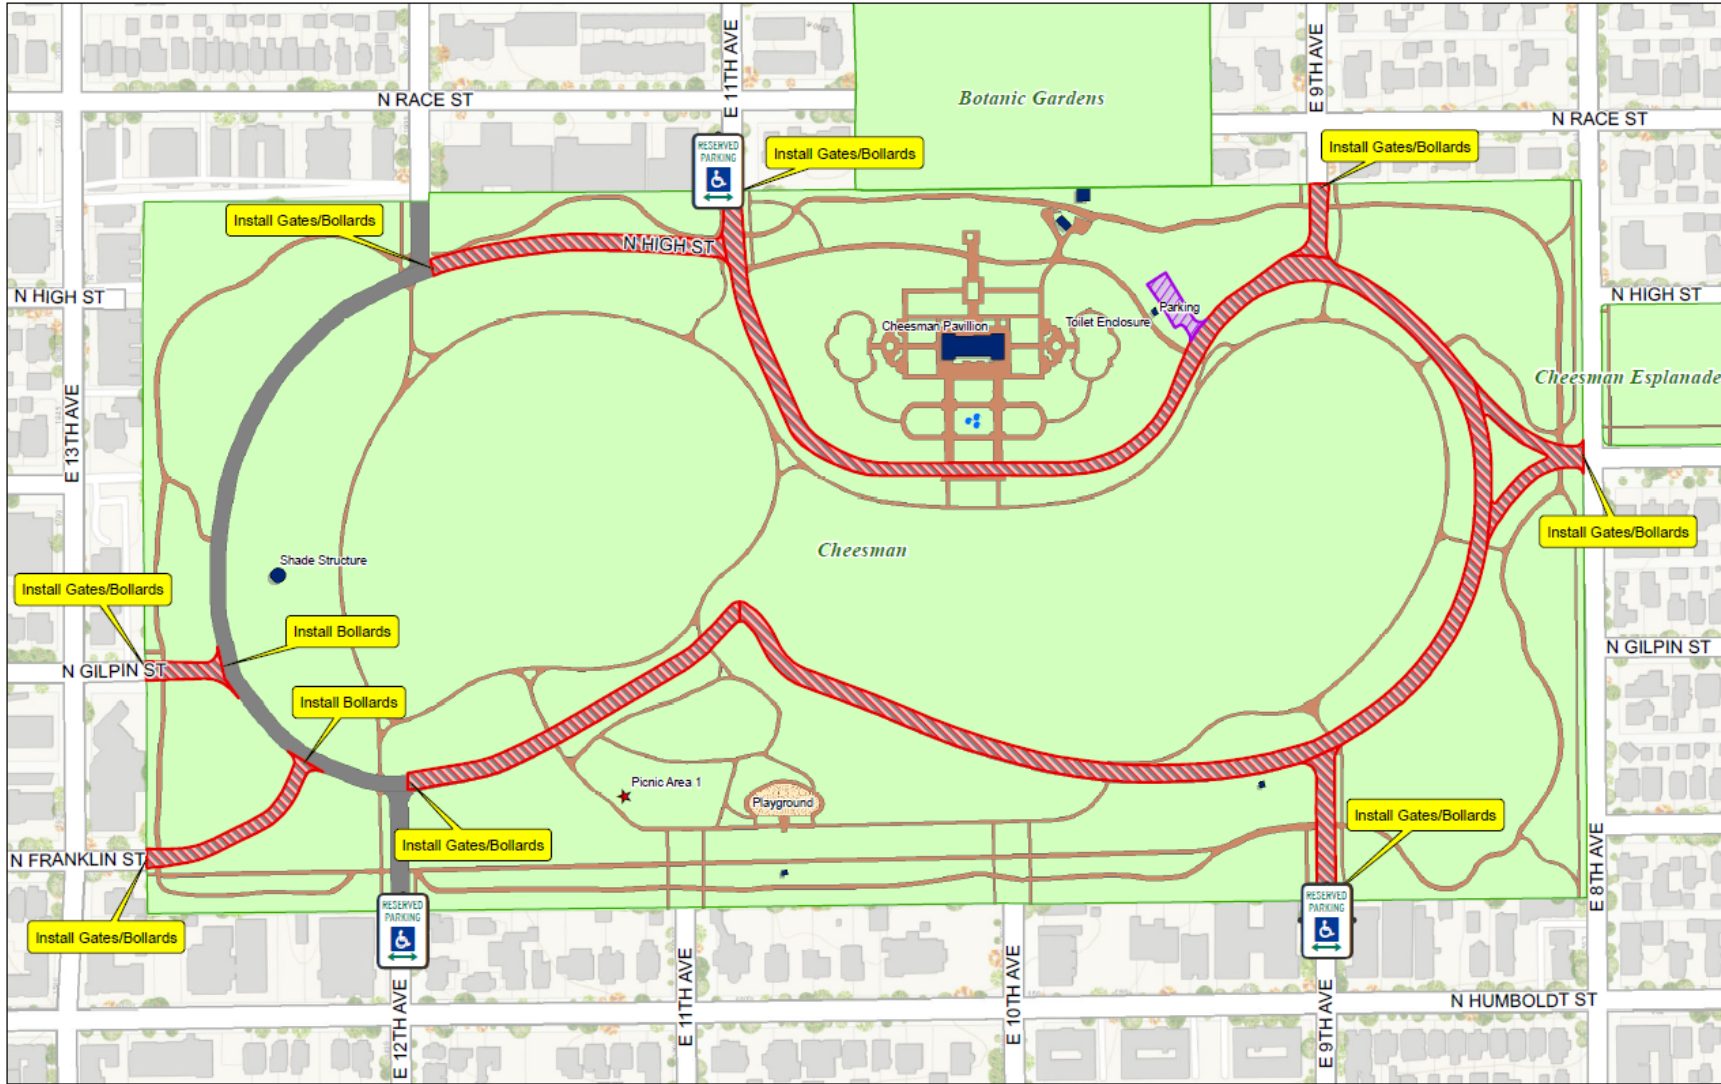 E 11TH AVE
E 9TH AVE
N RACE ST
Botanic Gardens
N RACE ST
RESERVED
PARKING
Install Gates/Bollards
Install Gates/Bollards
Install Gates/Bollards
N HIGH ST
N HIGH ST
N HIGH ST
Parking
Toilet Enclosure
Cheesman Pavillion
Cheesman Esplanade
E 13TH AVE
Install Gates/Bollards
Cheesman
Shade Structure
Install Gates/Bollards
Install Bollards
N GILPIN ST
N GILPIN ST
Install Bollards
Picnic Area 1
Playground
Install Gates/Bollards
Install Gates/Bollards
N FRANKLIN ST
E 8TH AVE
Install Gates/Bollards
RESERVED
PARKING
RESERVED
PARKING
N HUMBOLDT ST
E 12TH AVE
E 11TH AVE
E 10TH AVE
E 9TH AVE